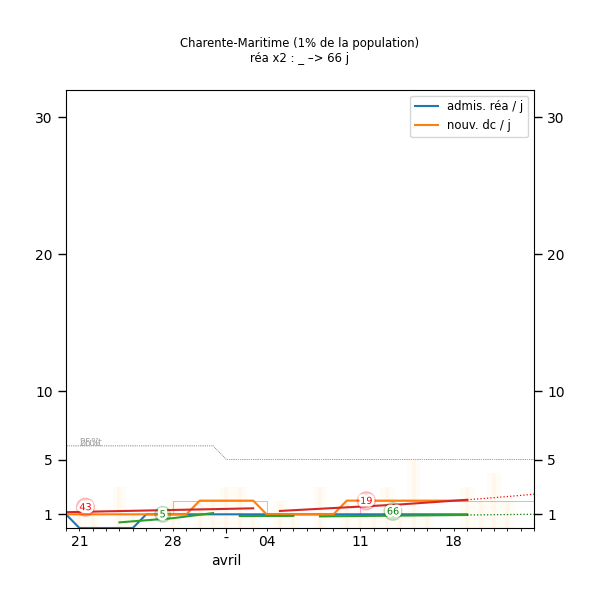 Charente-Maritime (1% de la population)
réa x2 : _ –> 66 j
admis. réa / j
nouv. dc / j
30 30
20 20
10 10
5 5
43 5 19 66
1 1
21 28 - 04 11 18
avril